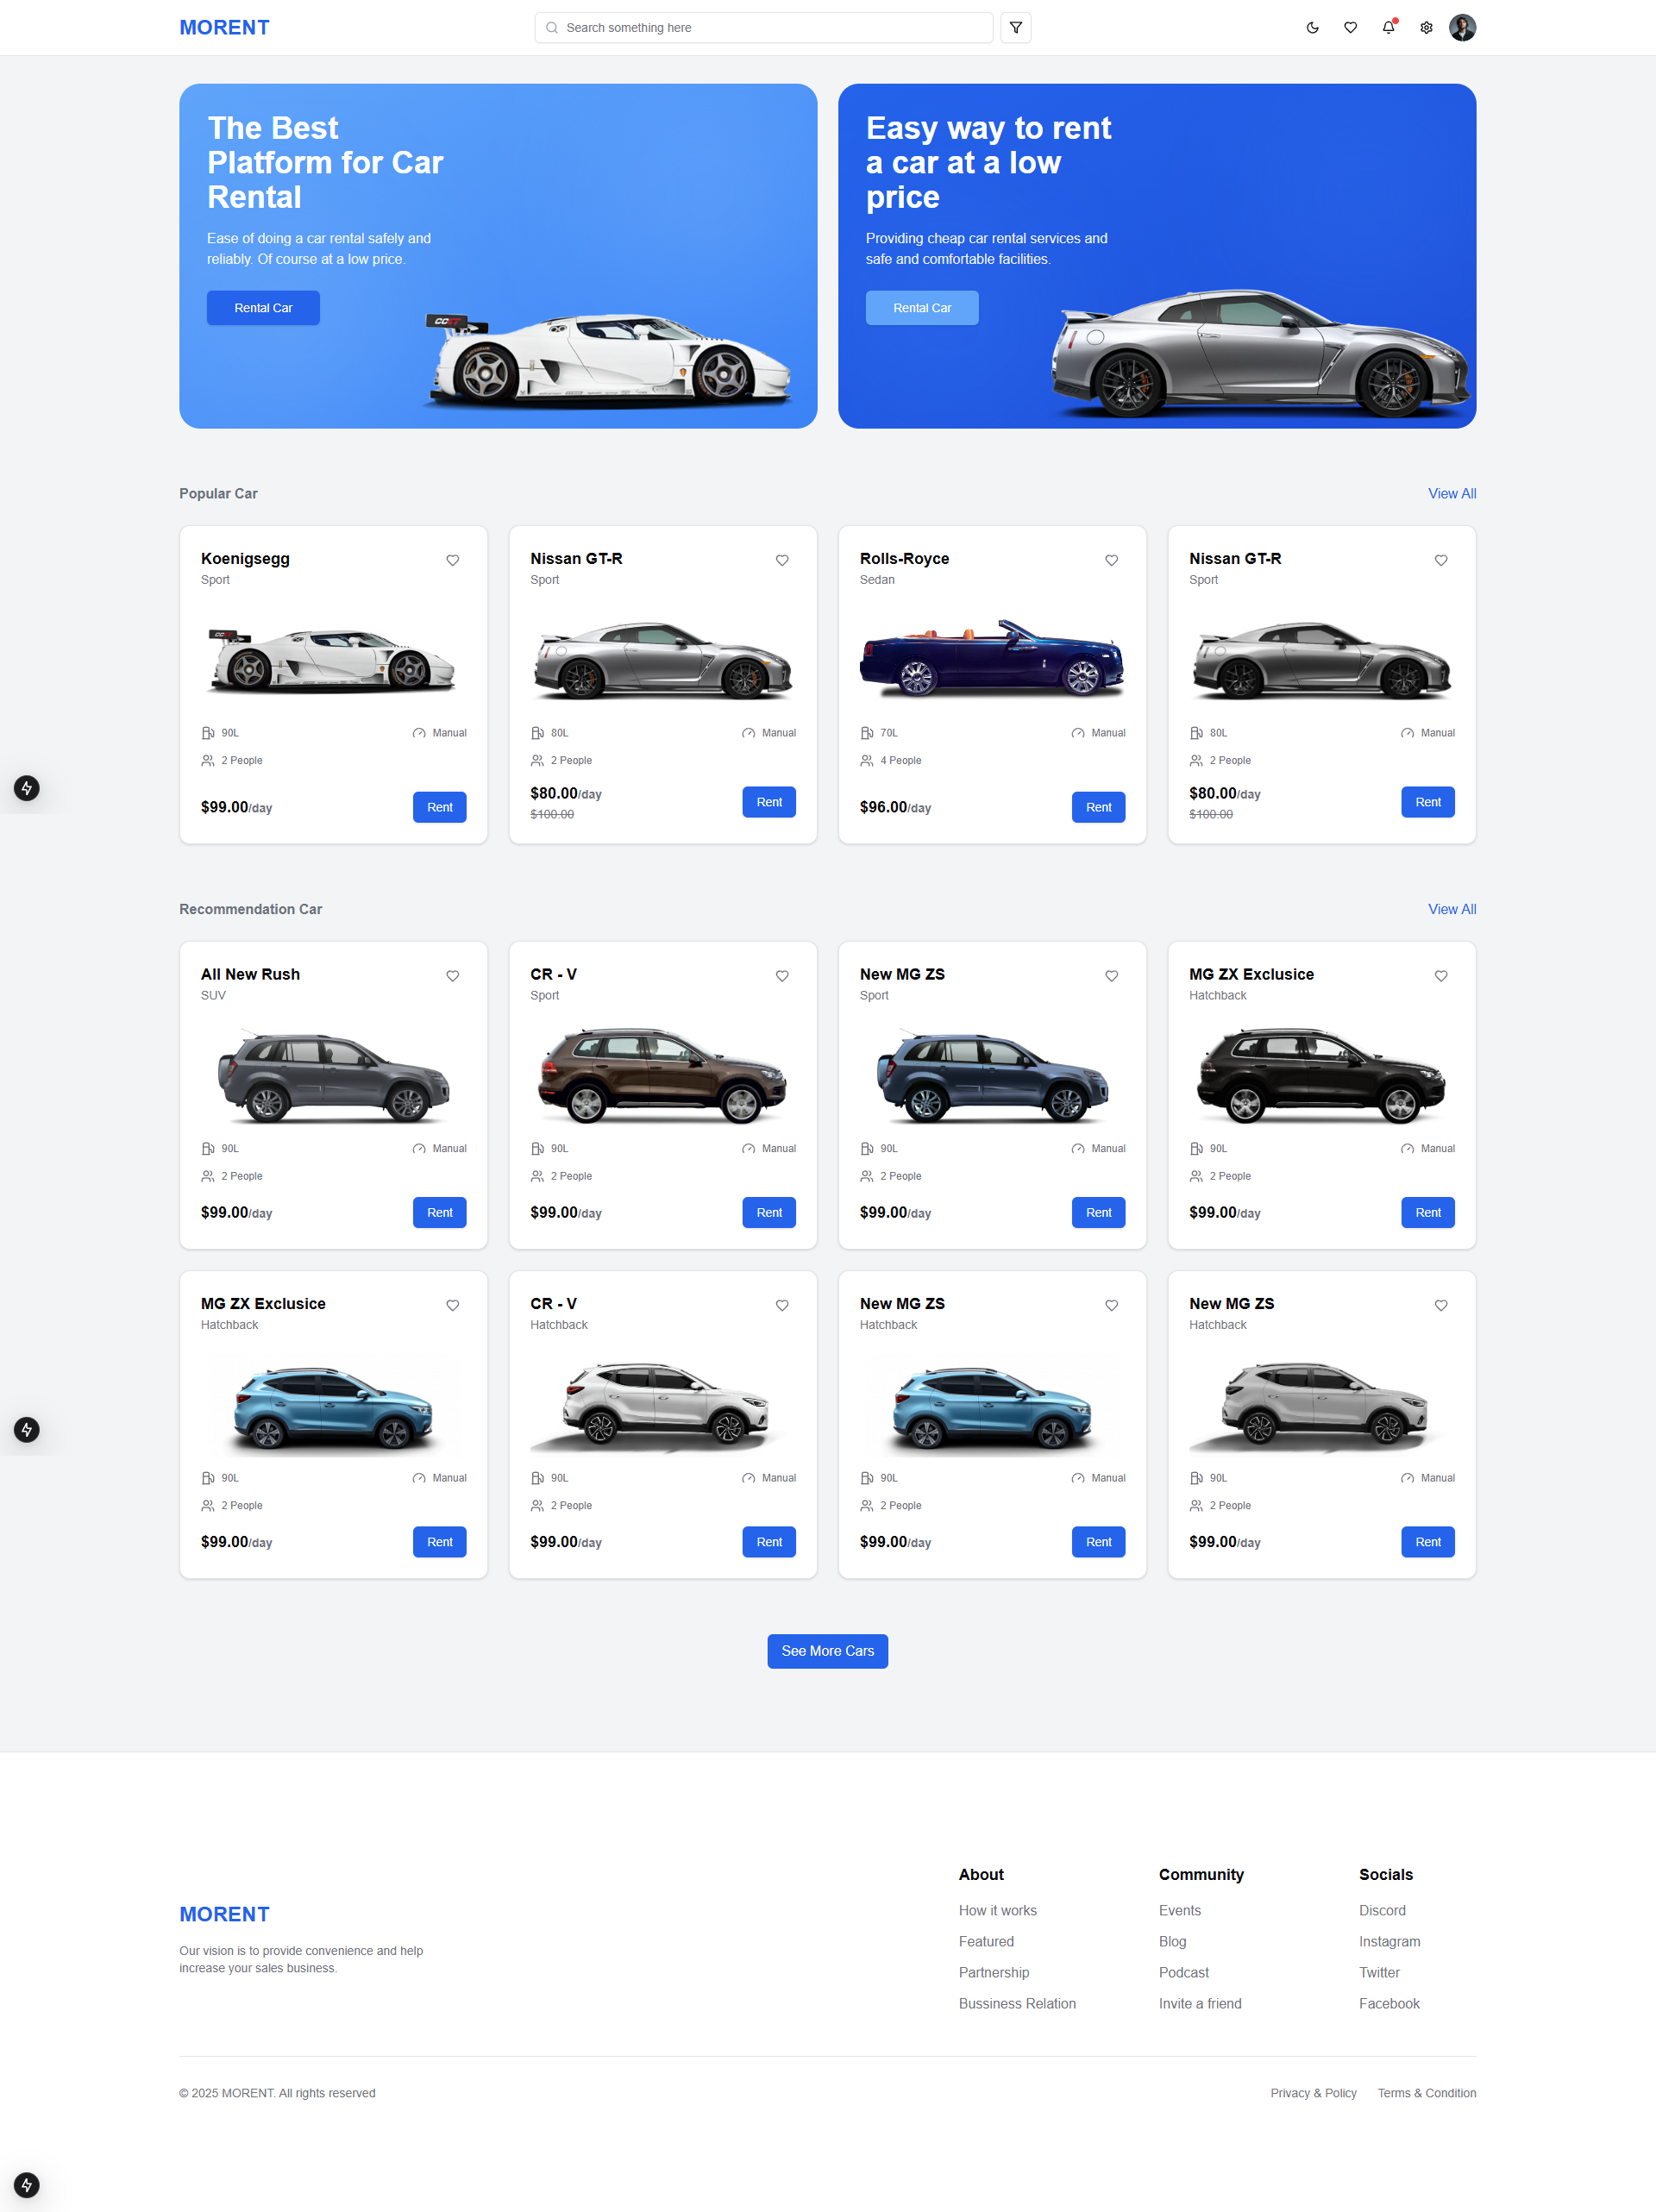 MORENT
Search something here
The Best
Platform for Car
Rental
Ease of doing a car rental safely and
reliably. Of course at a low price.
Rental Car
Easy way to rent
a car at a low
price
Providing cheap car rental services and
safe and comfortable facilities.
Rental Car
Popular Car
View All
Koenigsegg
Sport
90L
Manual
2 People
$99.00/day
Rent
Nissan GT-R
Sport
80L
Manual
2 People
$80.00/day
$100.00
Rent
Rolls-Royce
Sedan
70L
Manual
4 People
$96.00/day
Rent
Nissan GT-R
Sport
80L
Manual
2 People
$80.00/day
$100.00
Rent
Recommendation Car
View All
All New Rush
SUV
90L
Manual
2 People
$99.00/day
Rent
CR - V
Sport
90L
Manual
2 People
$99.00/day
Rent
New MG ZS
Sport
90L
Manual
2 People
$99.00/day
Rent
MG ZX Exclusice
Hatchback
90L
Manual
2 People
$99.00/day
Rent
MG ZX Exclusice
Hatchback
90L
Manual
2 People
$99.00/day
Rent
CR - V
Hatchback
90L
Manual
2 People
$99.00/day
Rent
New MG ZS
Hatchback
90L
Manual
2 People
$99.00/day
Rent
New MG ZS
Hatchback
90L
Manual
2 People
$99.00/day
Rent
See More Cars
MORENT
Our vision is to provide convenience and help
increase your sales business.
About
How it works
Featured
Partnership
Bussiness Relation
Community
Events
Blog
Podcast
Invite a friend
Socials
Discord
Instagram
Twitter
Facebook
© 2025 MORENT. All rights reserved
Privacy & Policy
Terms & Condition